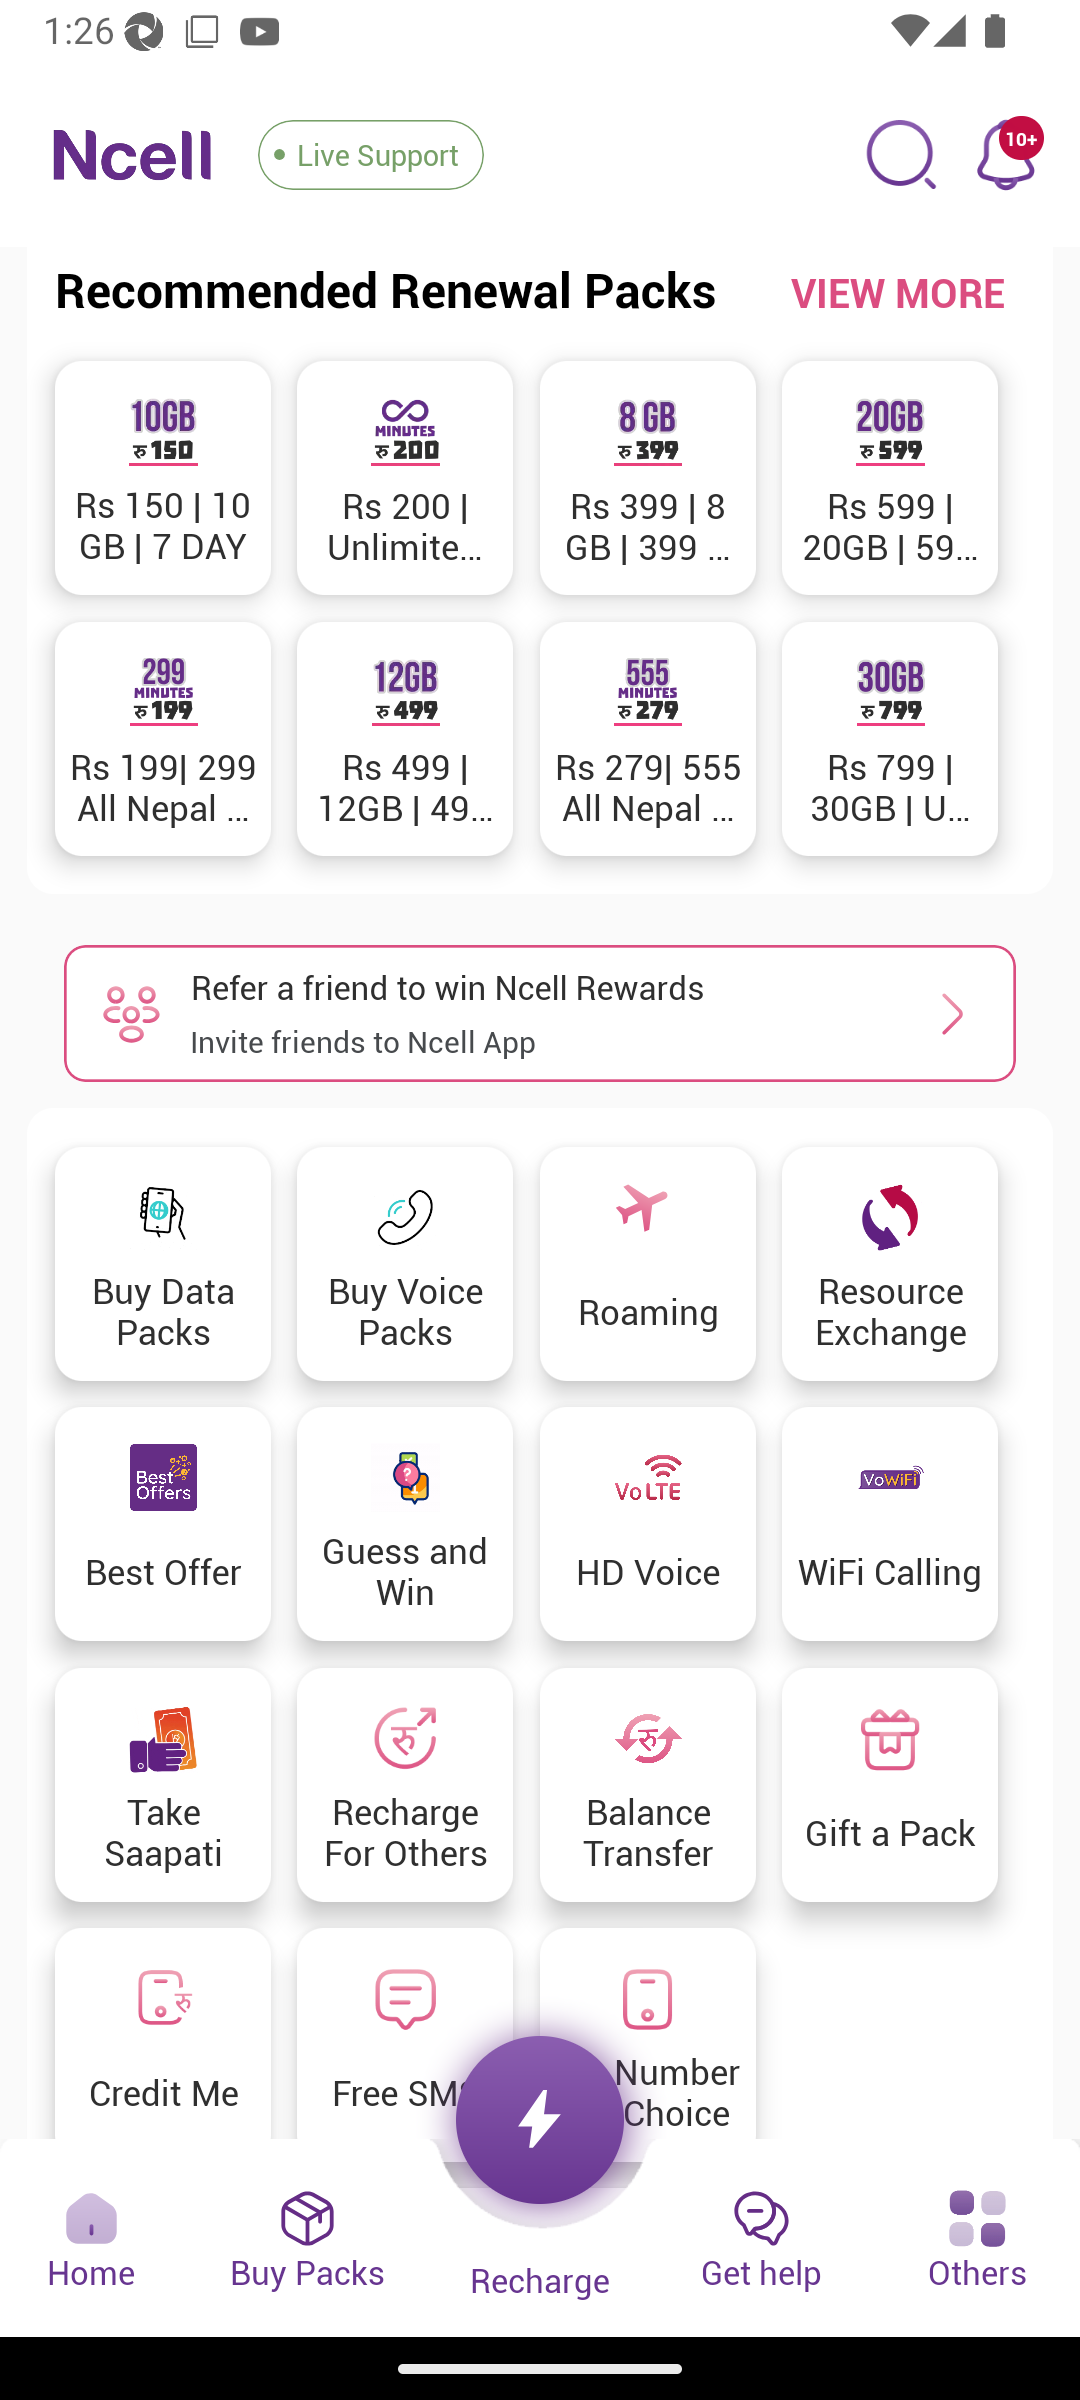 1:26
Ncell
Live Support
10+
Recommended Renewal Packs
VIEW MORE
10GB
रु 150
Rs 150 | 10
GB | 7 DAY
MINUTES
रु 200
Rs 200 |
Unlimite...
8 GB
रु 399
Rs 399 | 8
GB | 399 ...
20GB
रु 599
Rs 599 |
20GB | 59...
299
MINUTES
रु 199
Rs 199| 299
All Nepal ...
12GB
रु 499
Rs 499 |
12GB | 49...
555
MINUTES
रु 279
Rs 279| 555
All Nepal ...
30GB
रु 799
Rs 799 |
30GB | U...
Refer a friend to win Ncell Rewards
Invite friends to Ncell App
Buy Data
Packs
Buy Voice
Packs
Roaming
Resource
Exchange
Best
Offers
Best Offer
?
Guess and
Win
VoLTE
HD Voice
VoWiFi
WiFi Calling
Take
Saapati
रु
Recharge
For Others
रु
Balance
Transfer
Gift a Pack
रु
Credit Me
Free SMS
Number
Choice
Home
Buy Packs
Recharge
Get help
Others